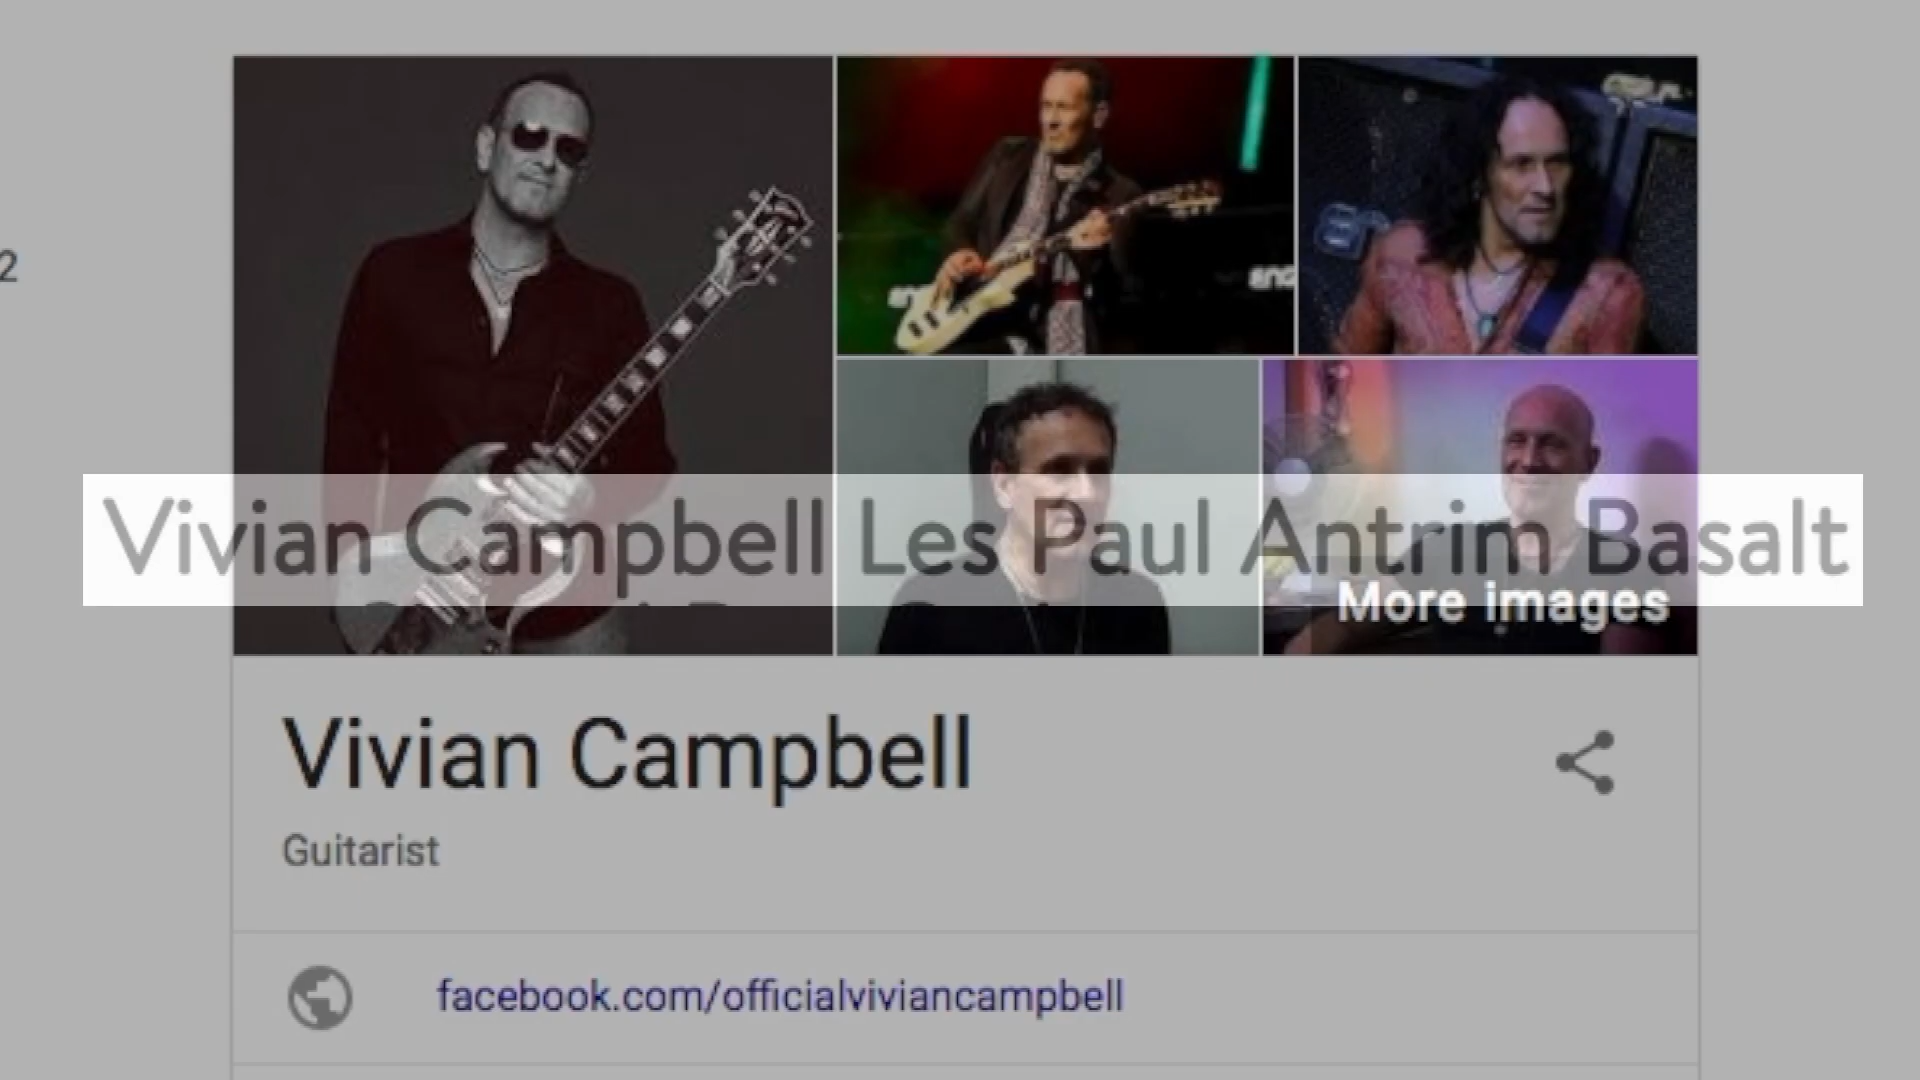 2
Vivian Campbell Les Paul Antrim Basalt
More images
Vivian Campbell
Guitarist
facebook.com/officialviviancampbell